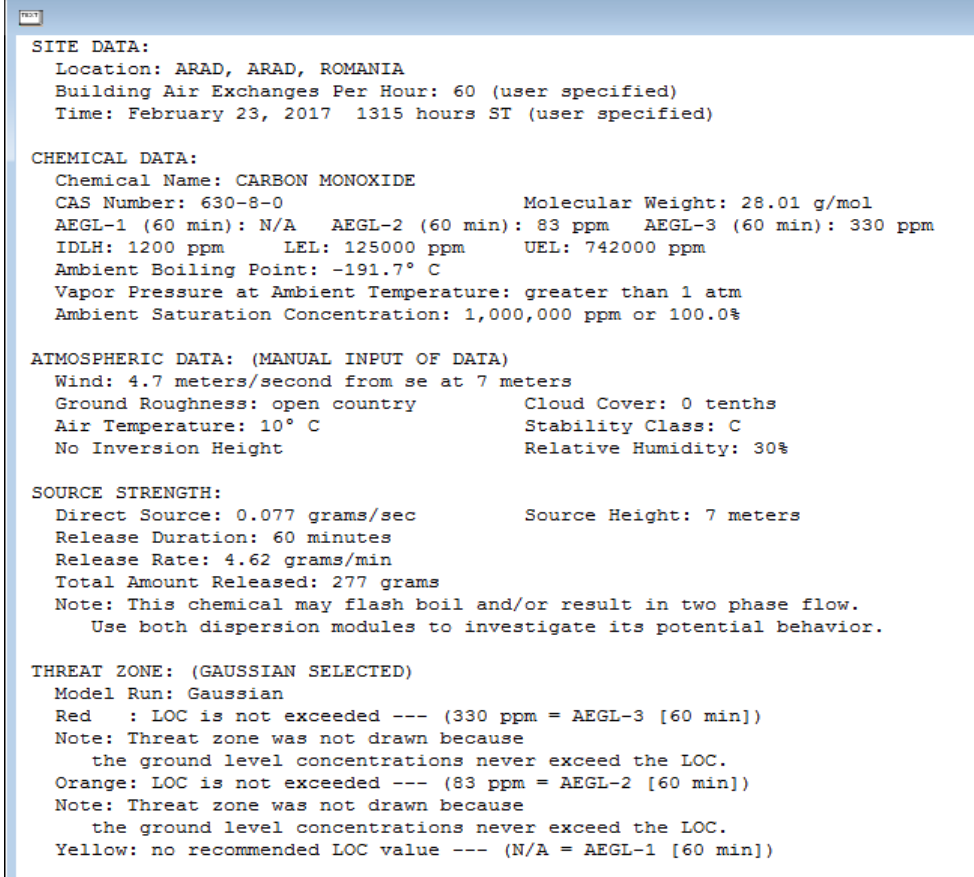 TEXT
SITE DATA:
Location: ARAD, ARAD, ROMANIA
Building Air Exchanges Per Hour: 60 (user specified)
Time: February 23, 2017  1315 hours ST (user specified)
CHEMICAL DATA:
Chemical Name: CARBON MONOXIDE
CAS Number: 630-8-0 Molecular Weight: 28.01 g/mol
AEGL-1 (60 min): N/A AEGL-2 (60 min): 83 ppm AEGL-3 (60 min): 330 ppm
IDLH: 1200 ppm LEL: 125000 ppm UEL: 742000 ppm
Ambient Boiling Point: -191.7° C
Vapor Pressure at Ambient Temperature: greater than 1 atm
Ambient Saturation Concentration: 1,000,000 ppm or 100.0%
ATMOSPHERIC DATA: (MANUAL INPUT OF DATA)
Wind: 4.7 meters/second from se at 7 meters
Ground Roughness: open country Cloud Cover: 0 tenths
Air Temperature: 10° C Stability Class: C
No Inversion Height Relative Humidity: 30%
SOURCE STRENGTH:
Direct Source: 0.077 grams/sec Source Height: 7 meters
Release Duration: 60 minutes
Release Rate: 4.62 grams/min
Total Amount Released: 277 grams
Note: This chemical may flash boil and/or result in two phase flow.
Use both dispersion modules to investigate its potential behavior.
THREAT ZONE: (GAUSSIAN SELECTED)
Model Run: Gaussian
Red : LOC is not exceeded --- (330 ppm = AEGL-3 [60 min])
Note: Threat zone was not drawn because
the ground level concentrations never exceed the LOC.
Orange: LOC is not exceeded --- (83 ppm = AEGL-2 [60 min])
Note: Threat zone was not drawn because
the ground level concentrations never exceed the LOC.
Yellow: no recommended LOC value --- (N/A = AEGL-1 [60 min])